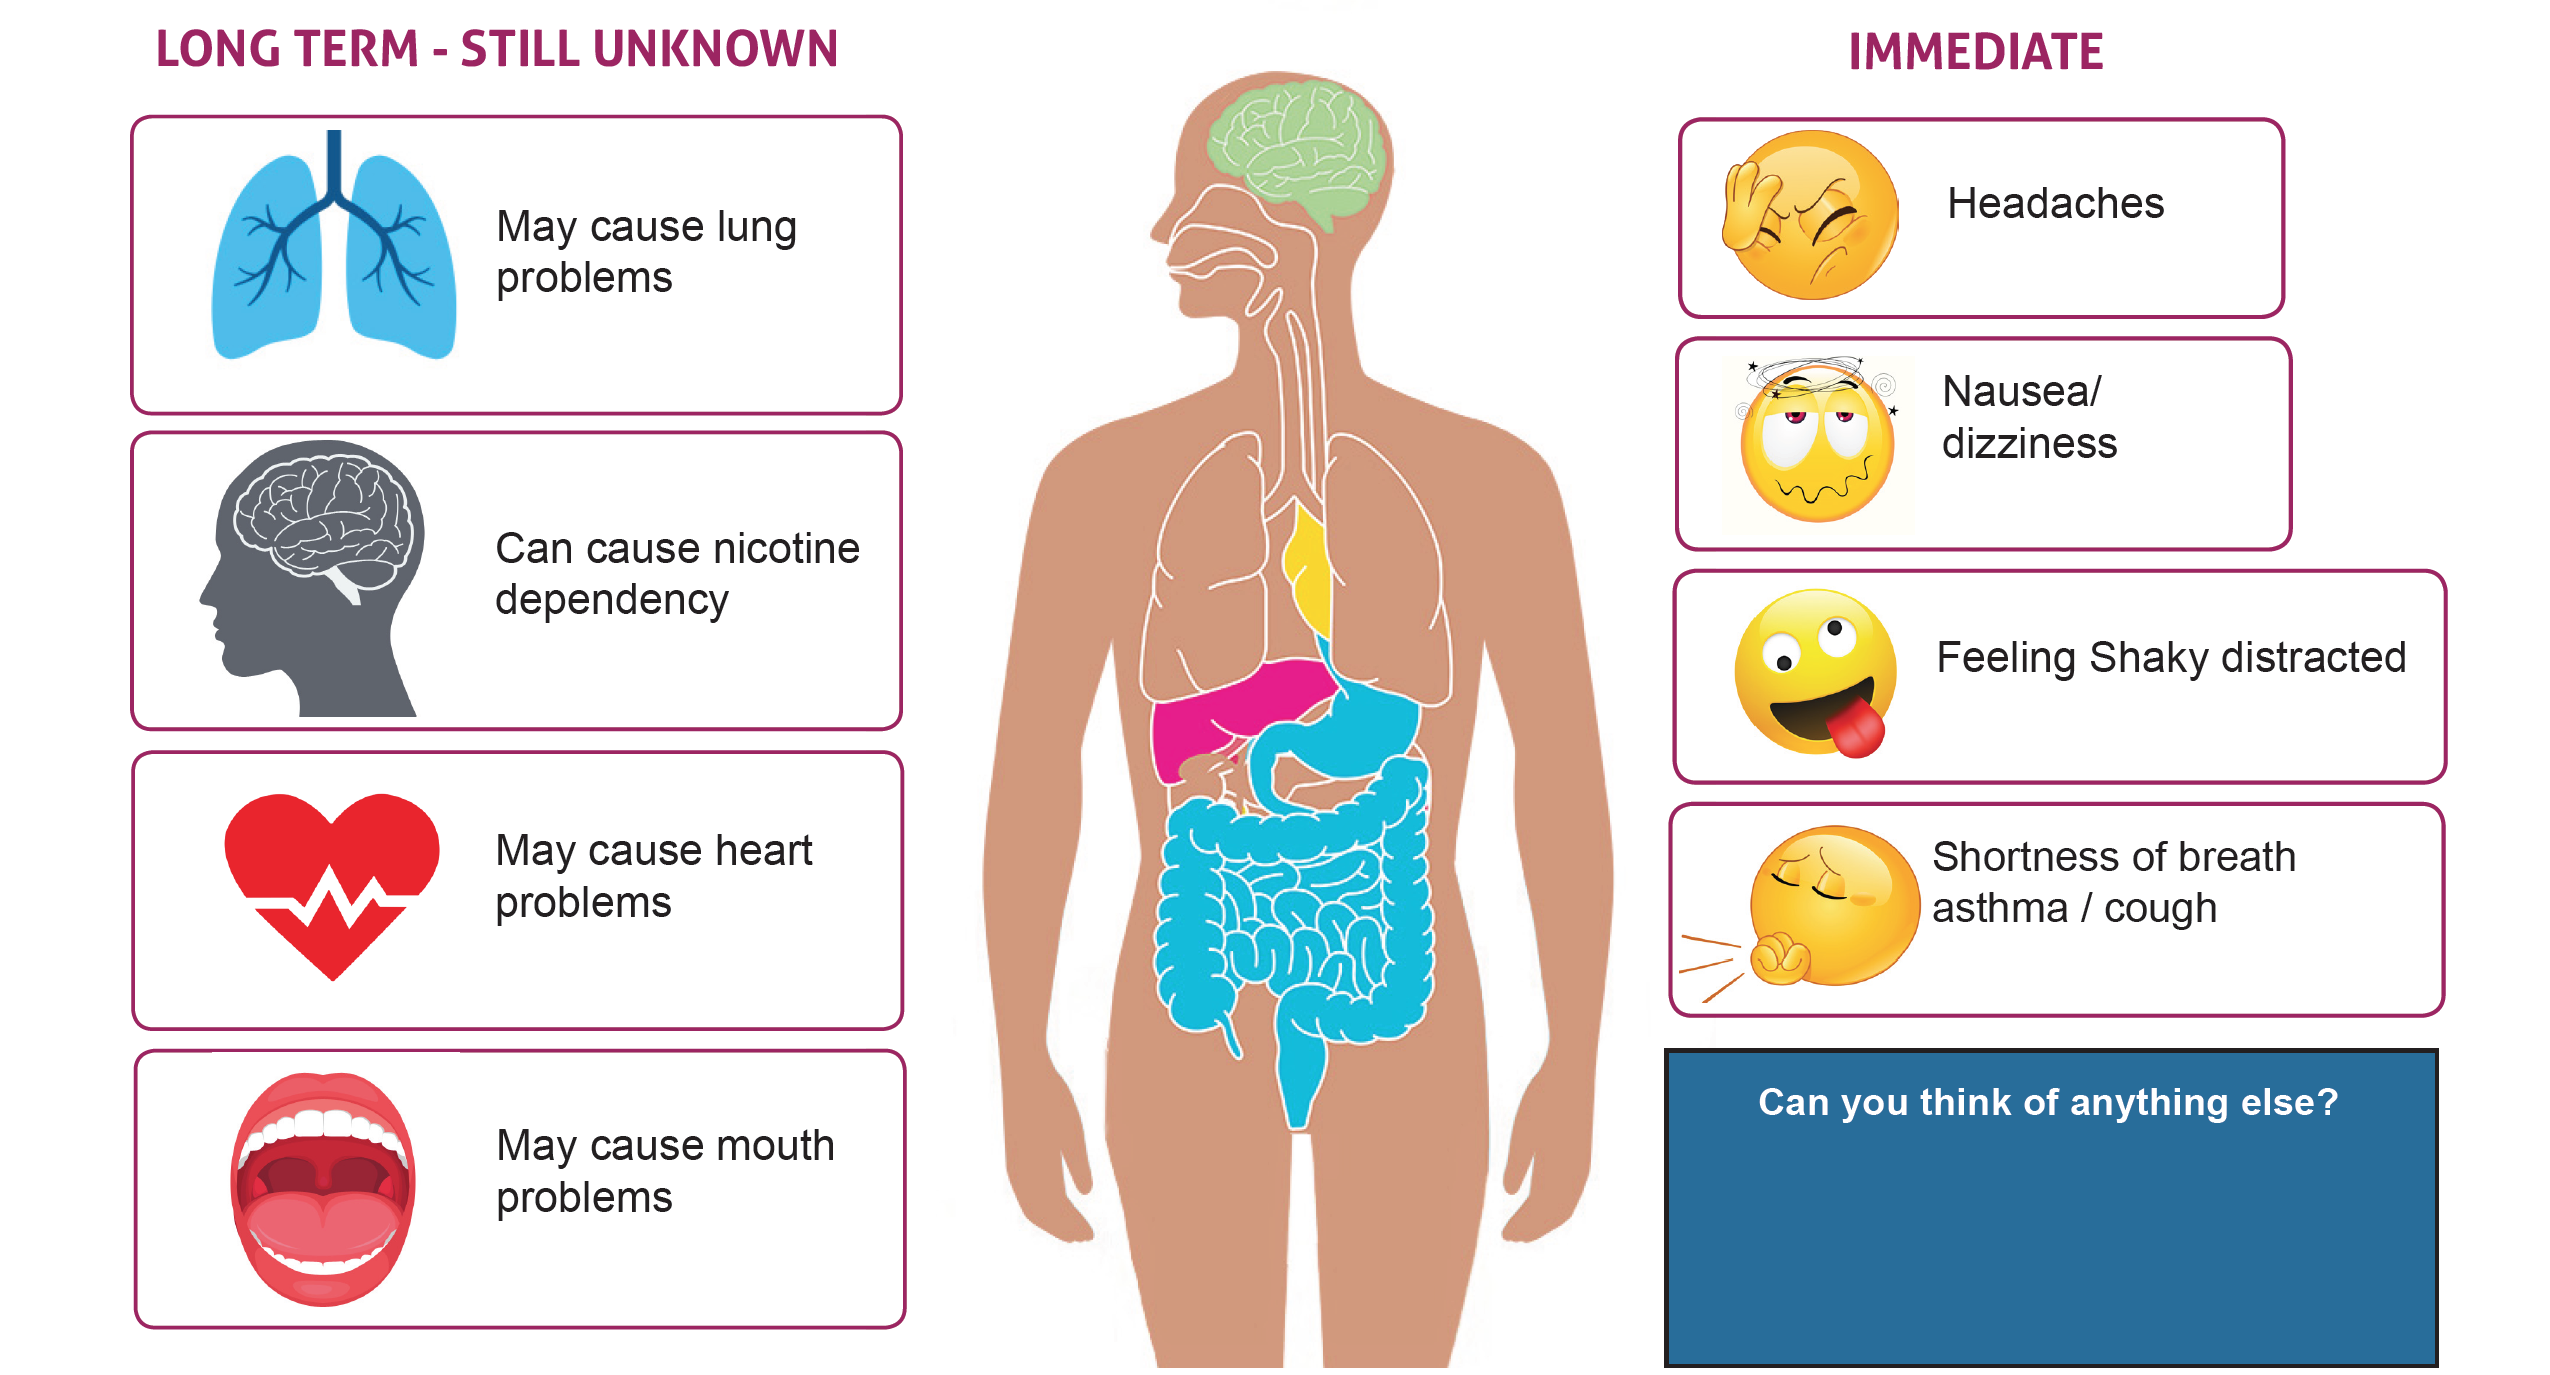 LONG TERM - STILL UNKNOWN
May cause lung
problems
Can cause nicotine
dependency
May cause heart
problems
May cause mouth
problems
IMMEDIATE
Headaches
Nausea/
dizziness
Feeling Shaky distracted
Shortness of breath
asthma / cough
Can you think of anything else?